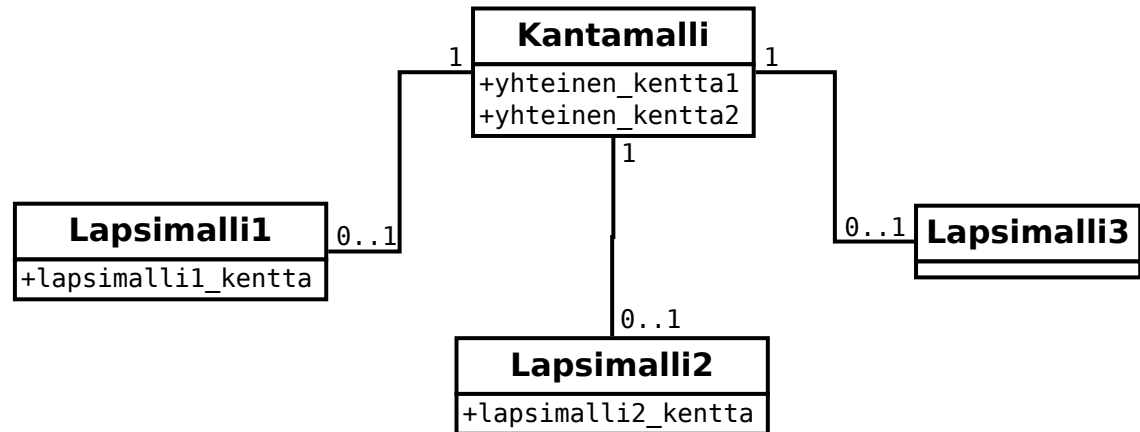 Kantamalli
+yhteinen_kentta1
+yhteinen_kentta2
1
1
1
Lapsimalli1
+lapsimalli1_kentta
0..1
0..1
Lapsimalli3
0..1
Lapsimalli2
+lapsimalli2_kentta